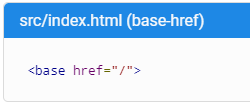 src/index.html (base-href)
<base href="/">